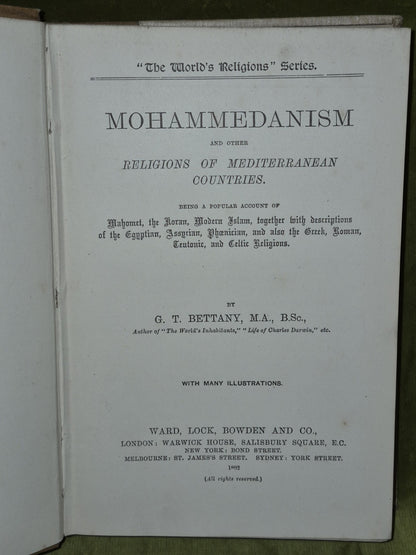 "The World's Religions" Series.
MOHAMMEDANISM
AND OTHER
RELIGIONS OF MEDITERRANEAN
COUNTRIES.
BEING A POPULAR ACCOUNT OF
Mahomet, the Koran, Modern Islam, together with descriptions
of the Egyptian, Assyrian, Phœnician, and also the Greek, Roman,
Teutonic, and Celtic Religions.
BY
G. T. BETTANY, M.A., B.Sc.,
Author of "The World's Inhabitants," "Life of Charles Darwin," etc.
WITH MANY ILLUSTRATIONS.
WARD, LOCK, BOWDEN AND CO.,
LONDON: WARWICK HOUSE, SALISBURY SQUARE, E.C.
NEW YORK: BOND STREET.
MELBOURNE: ST. JAMES'S STREET. SYDNEY: YORK STREET.
1892
(All rights reserved.)